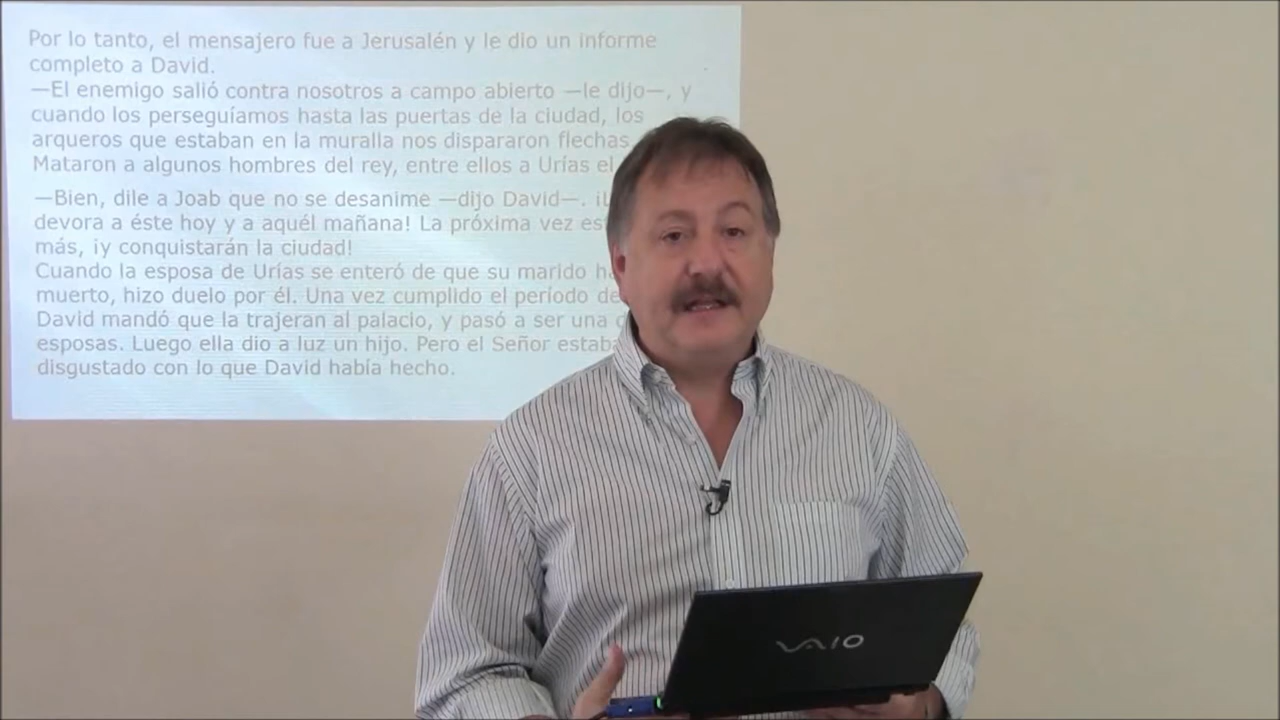 Por lo tanto, el mensajero fue a Jerusalén y le dio un informe
completo a David.
—El enemigo salió contra nosotros a campo abierto —le dijo—, y
cuando los perseguíamos hasta las puertas de la ciudad, los
arqueros que estaban en la muralla nos dispararon flechas
Mataron a algunos hombres del rey, entre ellos a Urías el
—Bien, dile a Joab que no se desanime —dijo David—.
devora a éste hoy y a aquél mañana! La próxima vez
más, ¡y conquistarán la ciudad!
Cuando la esposa de Urías se enteró de que su marido
muerto, hizo duelo por él. Una vez cumplido el período
David mandó que la trajeran al palacio, y pasó a ser una
esposas. Luego ella dio a luz un hijo. Pero el Señor
disgustado con lo que David había hecho.
VAIO